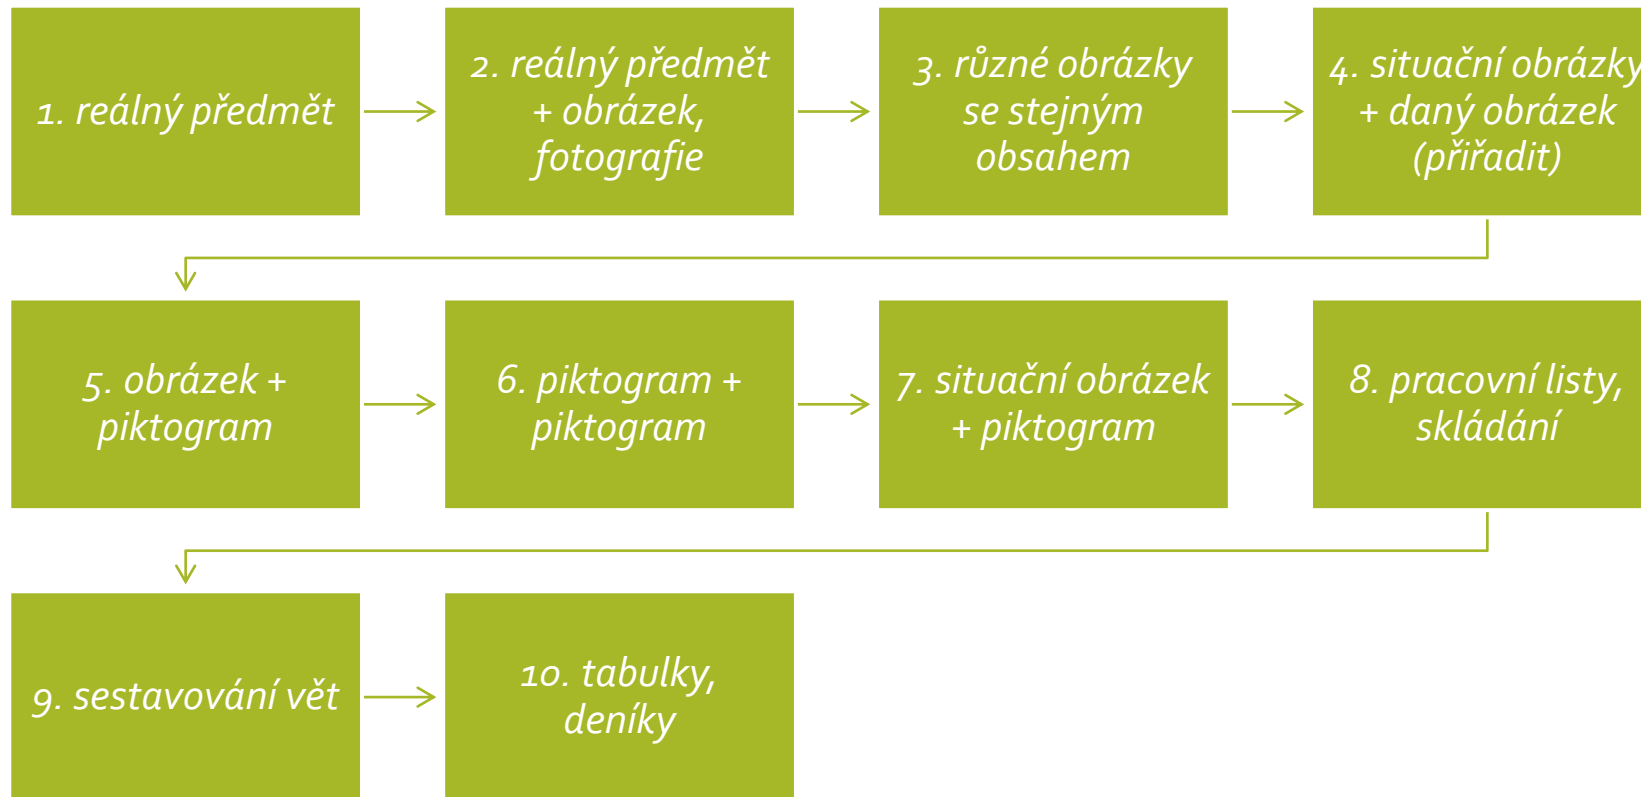 1. reálný předmět
2. reálný předmět
+ obrázek,
fotografie
3. různé obrázky
se stejným
obsahem
4. situační obrázky
+ daný obrázek
(přiřadit)
5. obrázek +
piktogram
6. piktogram +
piktogram
7. situační obrázek
+ piktogram
8. pracovní listy,
skládání
9. sestavování vět
10. tabulky,
deníky